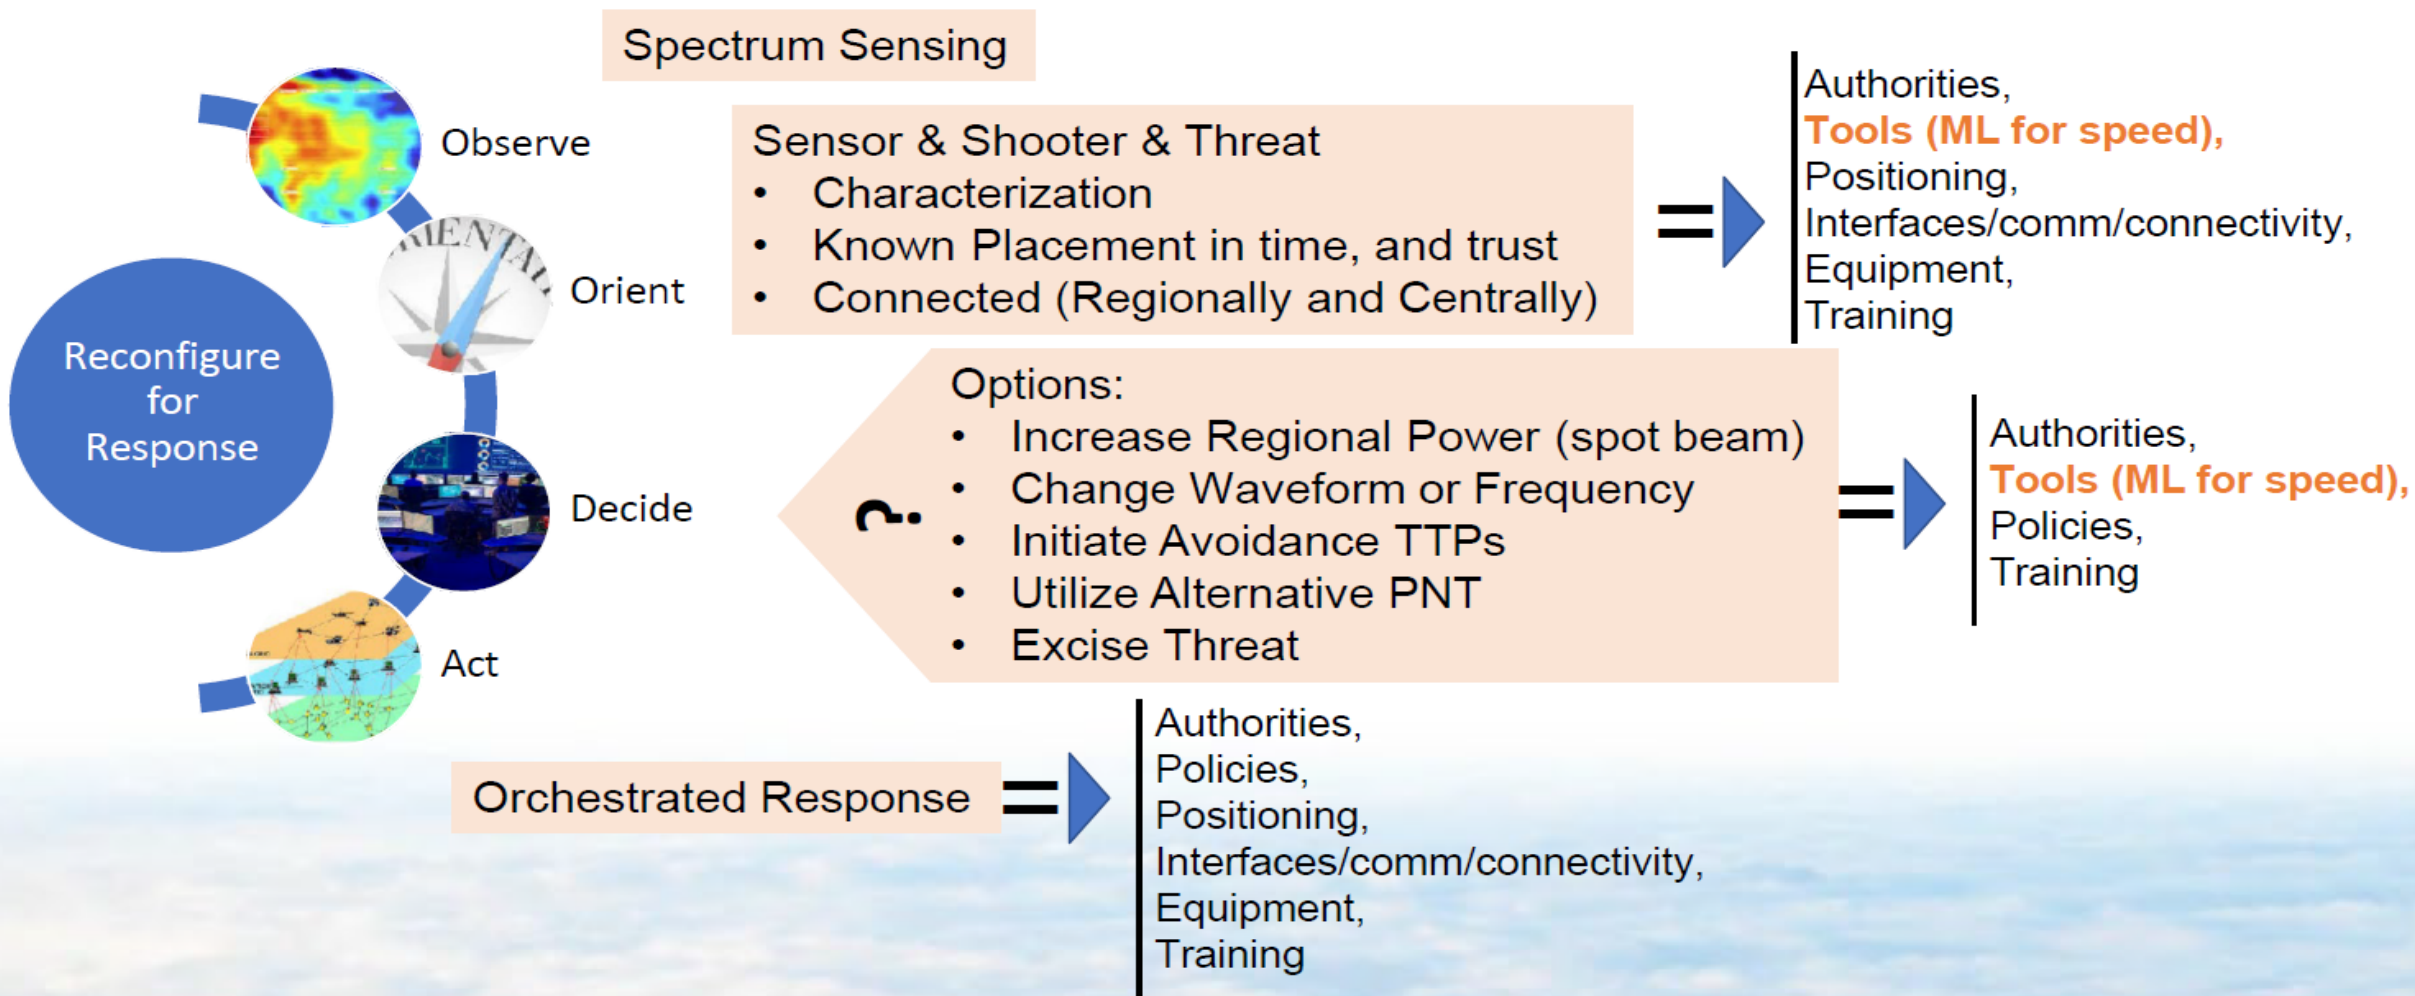 Spectrum Sensing
Observe
Sensor & Shooter & Threat
• Characterization
• Known Placement in time, and trust
• Connected (Regionally and Centrally)
=
Authorities,
Tools (ML for speed),
Positioning,
Interfaces/comm/connectivity,
Equipment,
Training
Orient
Reconfigure
for
Response
Decide
?
Options:
• Increase Regional Power (spot beam)
• Change Waveform or Frequency
• Initiate Avoidance TTPs
• Utilize Alternative PNT
• Excise Threat
=
Authorities,
Tools (ML for speed),
Policies,
Training
Act
Orchestrated Response
=
Authorities,
Policies,
Positioning,
Interfaces/comm/connectivity,
Equipment,
Training